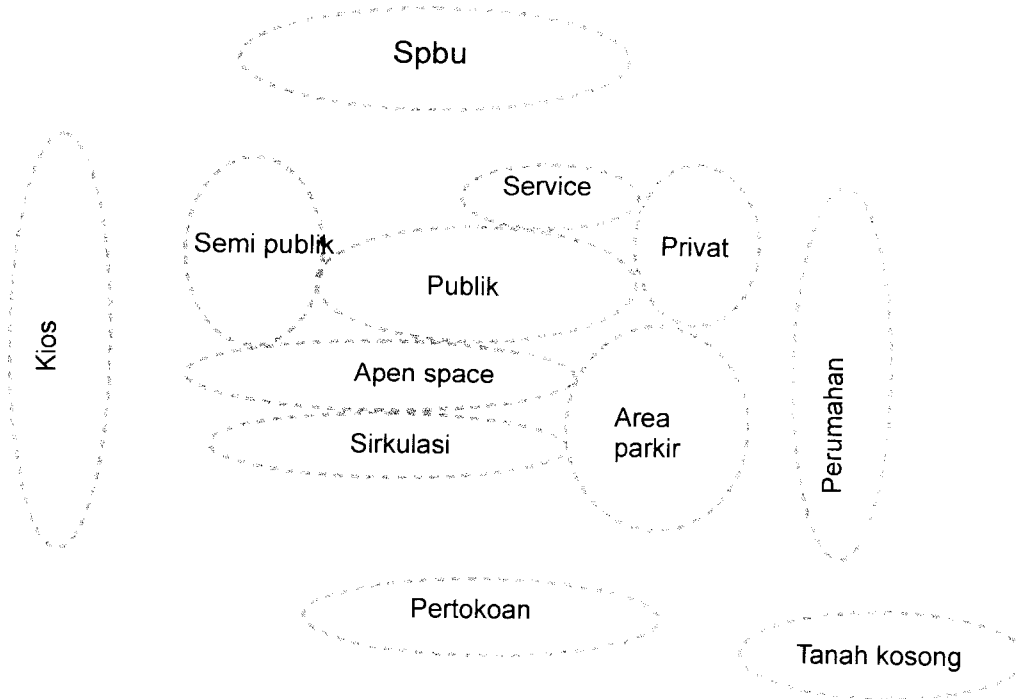 Spbu
Service
Semi publik
Privat
Publik
Kios
Apen space
Perumahan
Area
parkir
Sirkulasi
Pertokoan
Tanah kosong